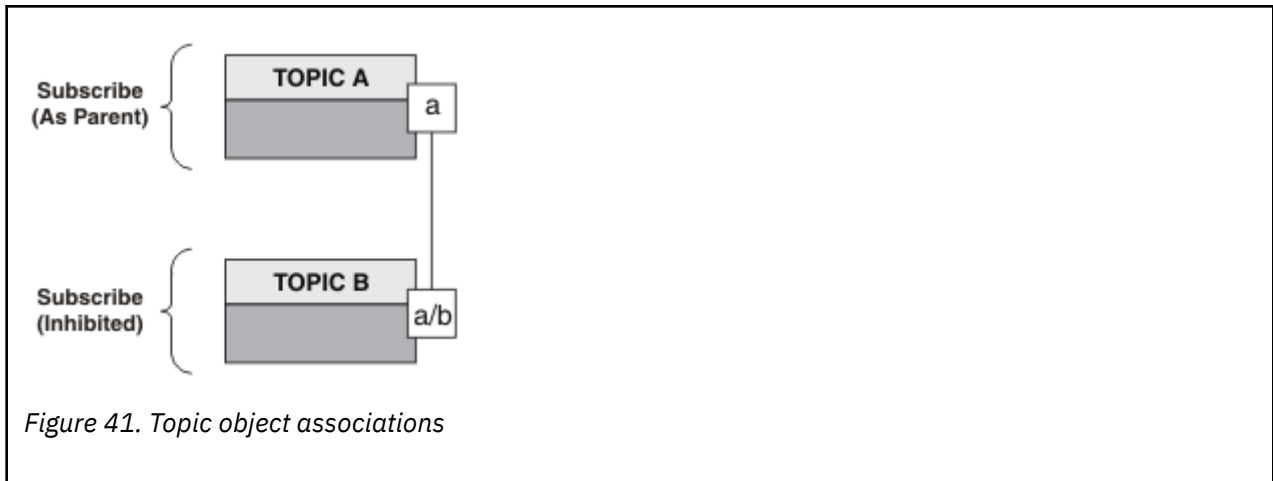 Subscribe
(As Parent)
TOPIC A
a
Subscribe
(Inhibited)
TOPIC B
a/b
Figure 41. Topic object associations